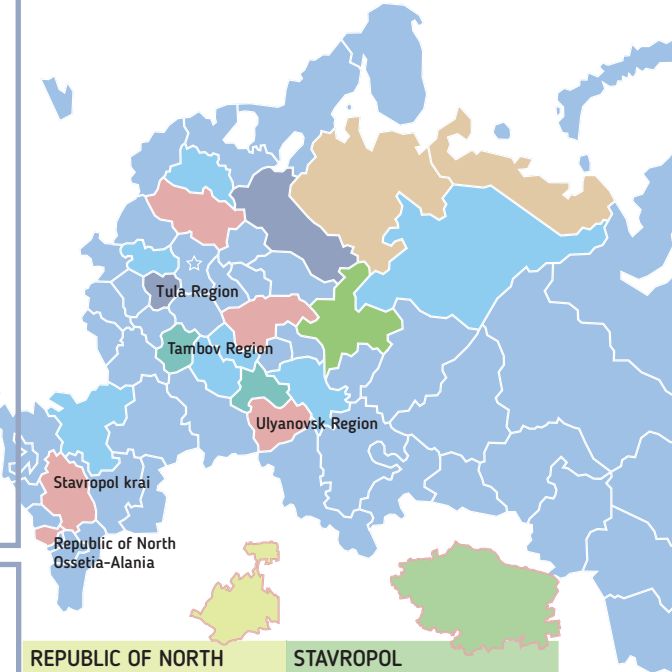 Tula Region
Tambov Region
Ulyanovsk Region
Stavropol krai
Republic of North
Ossetia-Alania
REPUBLIC OF NORTH
STAVROPOL